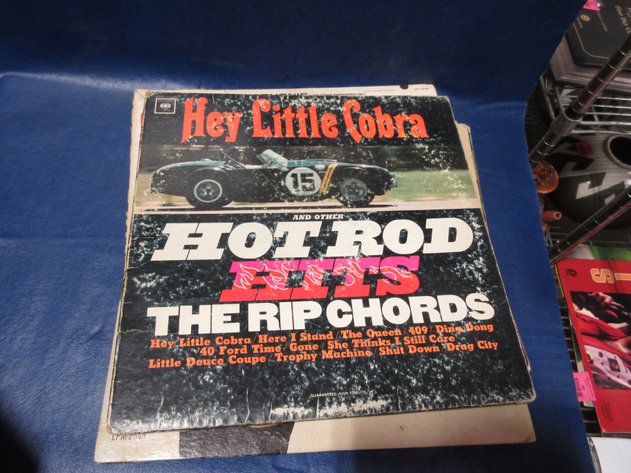 Hey Little Cobra
15
AND OTHER
HOT ROD
HITS
THE RIP CHORDS
Hey Little Cobra / Here I Stand / The Queen / 409 / Ding Dong
'40 Ford Time / Gone / She Thinks I Still Care
Little Deuce Coupe / Trophy Machine / Shut Down / Drag City